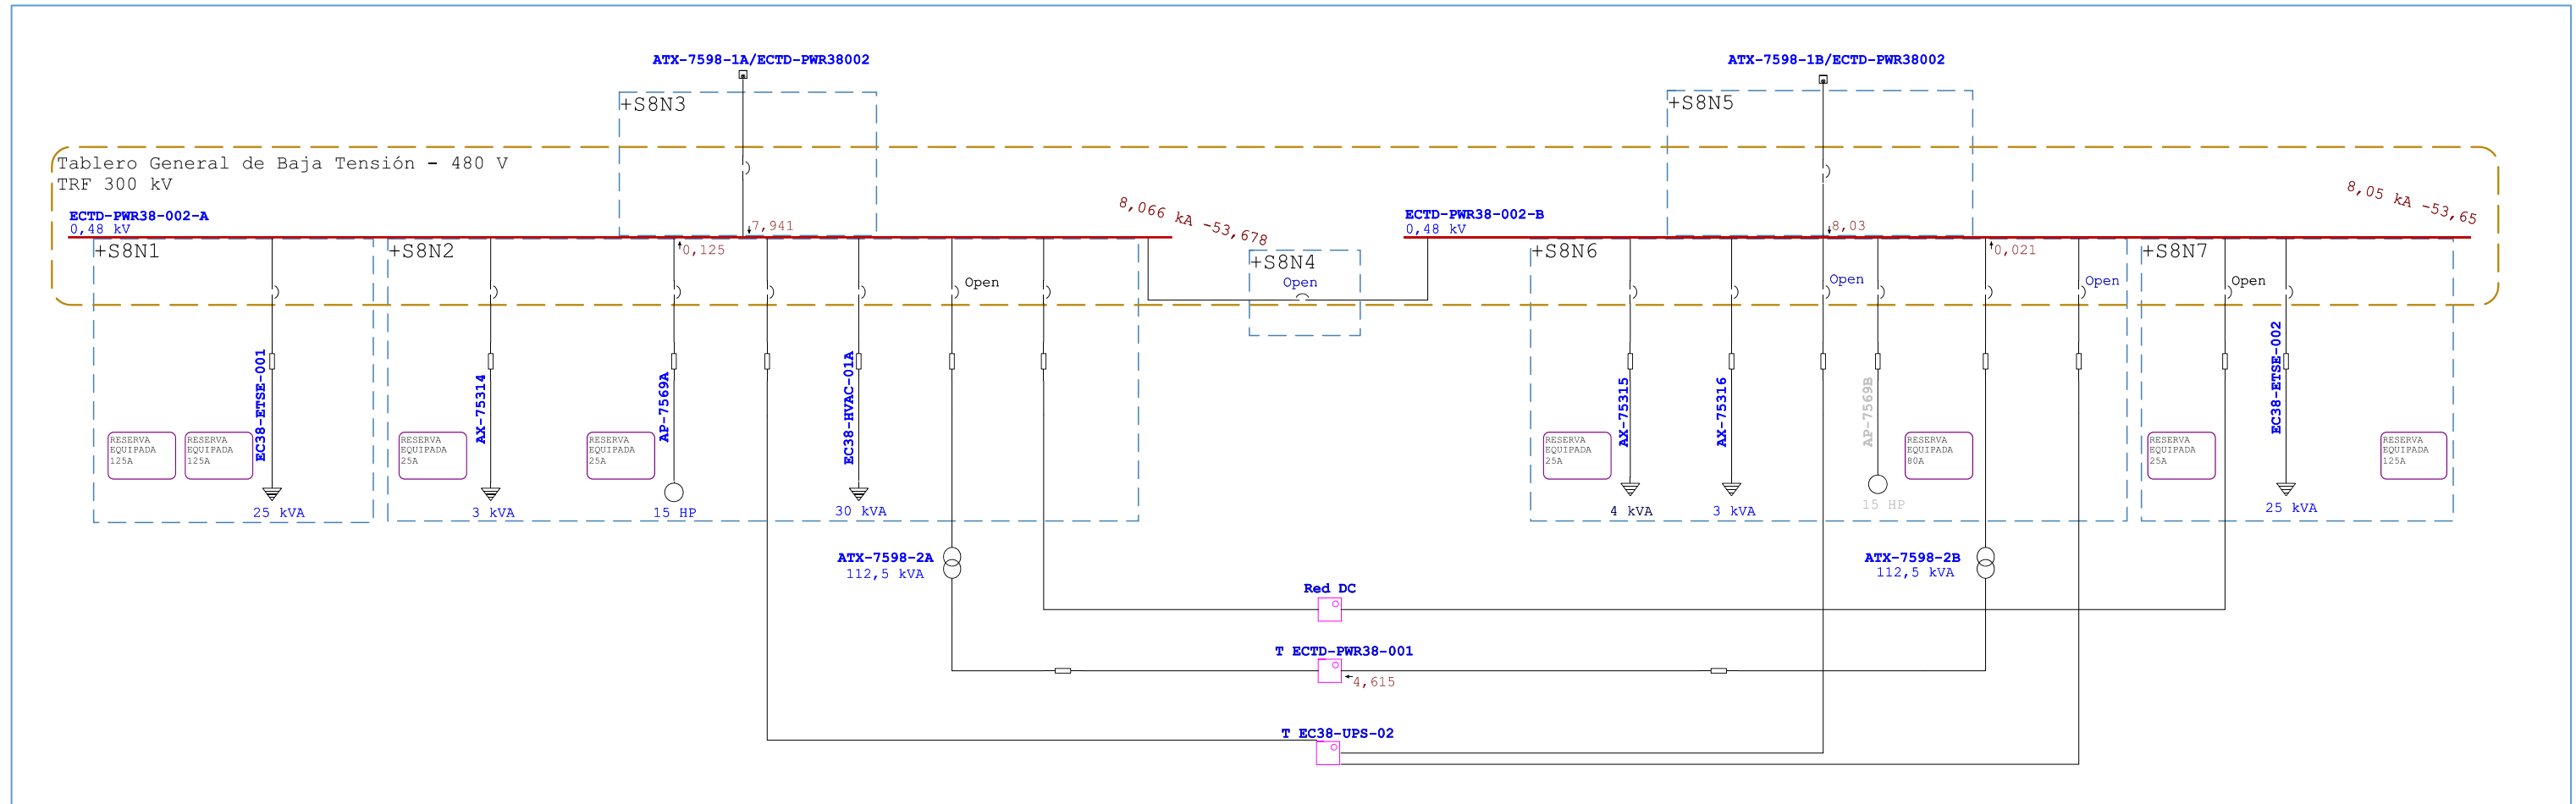 ATX-7598-1A/ECTD-PWR38002
ATX-7598-1B/ECTD-PWR38002
+S8N3
+S8N5
Tablero General de Baja Tensión - 480 V
TRF 300 kV
8,066 kA -53,678
8,05 kA -53,65
ECTD-PWR38-002-A
0,48 kV
7,941
ECTD-PWR38-002-B
0,48 kV
8,03
+S8N1
+S8N2
0,125
+S8N4
+S8N6
0,021
+S8N7
Open
Open
Open
Open
Open
EC38-ETSE-001
AX-75314
AP-7569A
EC38-HVAC-01A
AX-75315
AX-75316
AP-7569B
EC38-ETSE-002
RESERVA
EQUIPADA
125A
RESERVA
EQUIPADA
125A
RESERVA
EQUIPADA
25A
RESERVA
EQUIPADA
25A
RESERVA
EQUIPADA
25A
RESERVA
EQUIPADA
80A
RESERVA
EQUIPADA
25A
RESERVA
EQUIPADA
125A
25 kVA
3 kVA
15 HP
30 kVA
4 kVA
3 kVA
15 HP
25 kVA
ATX-7598-2A
112,5 kVA
ATX-7598-2B
112,5 kVA
Red DC
T ECTD-PWR38-001
4,615
T EC38-UPS-02